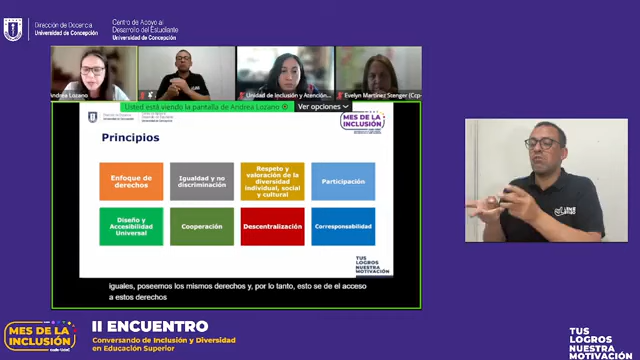 Dirección de Docencia
Universidad de Concepción
Centro de Apoyo al
Desarrollo del Estudiante
Universidad de Concepción
Andrea Lozano
Unidad de Inclusión y Atención...
Evelyn Martínez Stenger (Ccp-
Usted está viendo la pantalla de Andrea Lozano
Ver opciones
MES DE LA
INCLUSIÓN
Principios
Enfoque de
derechos
Igualdad y no
discriminación
Respeto y
valoración de la
diversidad
individual, social
y cultural
Participación
Diseño y
Accesibilidad
Universal
Cooperación
Descentralización
Corresponsabilidad
TUS
LOGROS
NUESTRA
MOTIVACIÓN
iguales, poseemos los mismos derechos y, por lo tanto, esto se de el acceso
a estos derechos
MES DE LA
INCLUSIÓN
II ENCUENTRO
Conversando de Inclusión y Diversidad
en Educación Superior
TUS
LOGROS
NUESTRA
MOTIVACIÓN